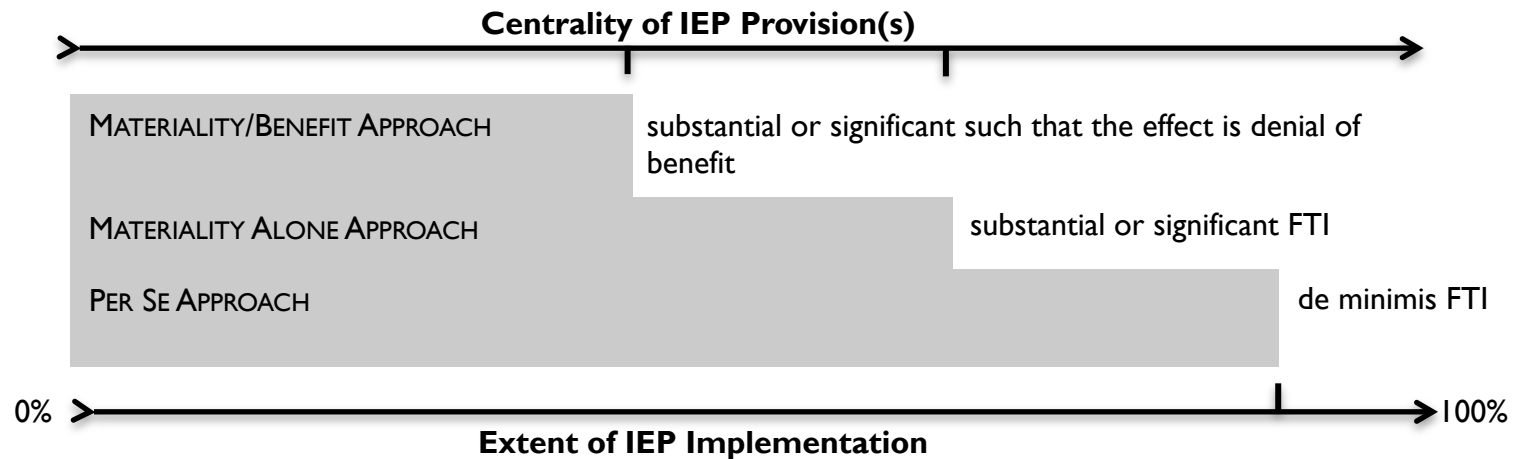 Centrality of IEP Provision(s)
MATERIALITY/BENEFIT APPROACH
substantial or significant such that the effect is denial of
benefit
MATERIALITY ALONE APPROACH
substantial or significant FTI
PER SE APPROACH
de minimis FTI
0%
100%
Extent of IEP Implementation